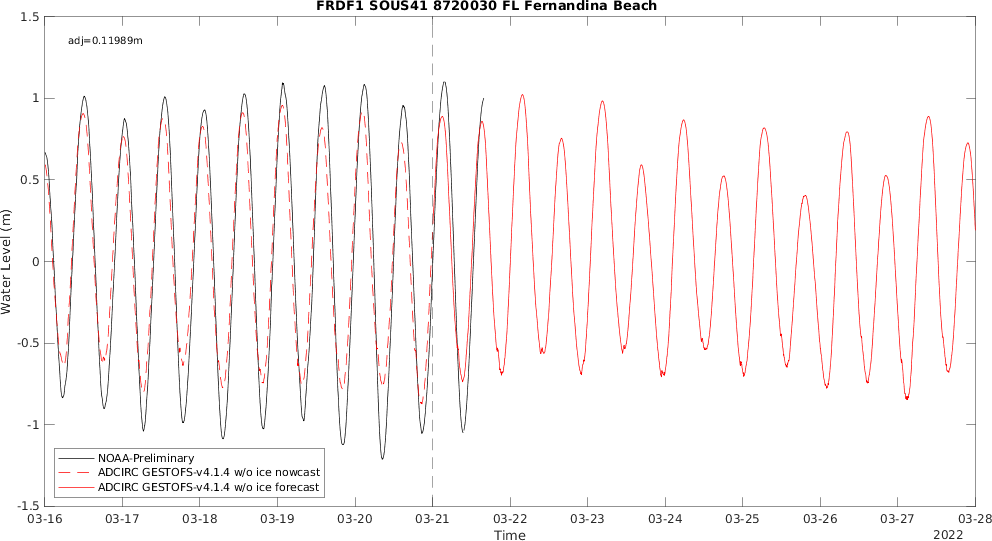 FRDF1 SOUS41 8720030 FL Fernandina Beach
adj=0.11989m
1.5
1
0.5
0
-0.5
-1
-1.5
Water Level (m)
NOAA-Preliminary
ADCIRC GESTOFS-v4.1.4 w/o ice nowcast
ADCIRC GESTOFS-v4.1.4 w/o ice forecast
03-16 03-17 03-18 03-19 03-20 03-21 03-22 03-23 03-24 03-25 03-26 03-27 03-28
Time
2022